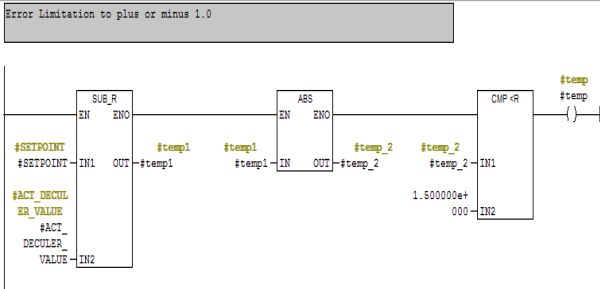 Error Limitation to plus or minus 1.0
#temp
#temp
SUB_R
ABS
CMP <R
EN ENO
EN ENO
#SETPOINT
#SETPOINT
IN1
OUT
#temp1
#temp1
#temp1
#temp1
IN
OUT
#temp_2
#temp_2
#temp_2
#temp_2
IN1
#ACT_DECUL
ER_VALUE
#ACT_
DECULER_
VALUE
IN2
1.500000e+
000
IN2